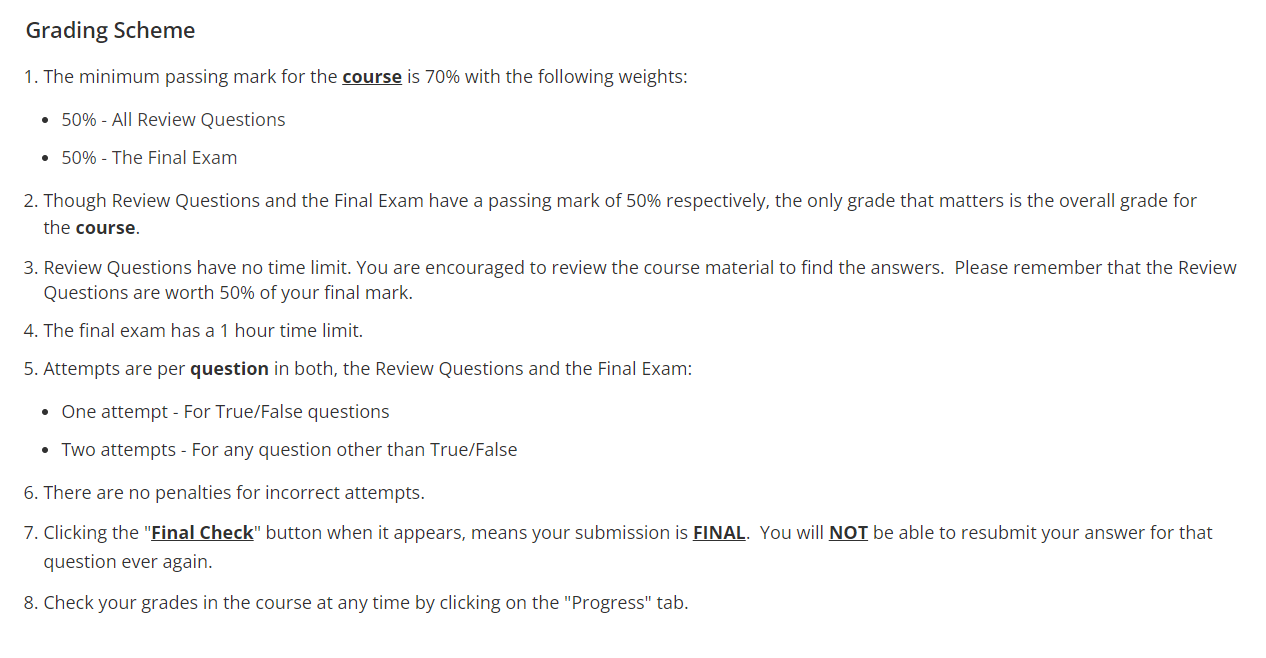 Grading Scheme
1. The minimum passing mark for the course is 70% with the following weights:
• 50% - All Review Questions
• 50% - The Final Exam
2. Though Review Questions and the Final Exam have a passing mark of 50% respectively, the only grade that matters is the overall grade for
the course.
3. Review Questions have no time limit. You are encouraged to review the course material to find the answers.  Please remember that the Review
Questions are worth 50% of your final mark.
4. The final exam has a 1 hour time limit.
5. Attempts are per question in both, the Review Questions and the Final Exam:
• One attempt - For True/False questions
• Two attempts - For any question other than True/False
6. There are no penalties for incorrect attempts.
7. Clicking the "Final Check" button when it appears, means your submission is FINAL.  You will NOT be able to resubmit your answer for that
question ever again.
8. Check your grades in the course at any time by clicking on the "Progress" tab.